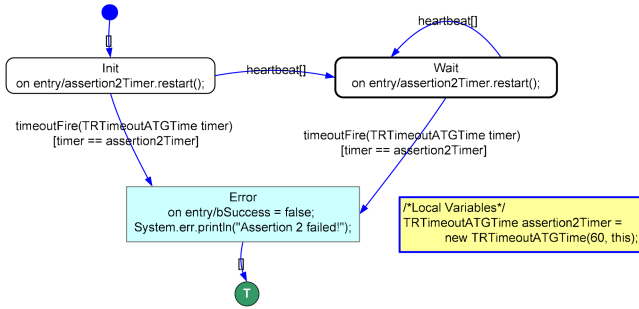 heartbeat[]
[]
Init
on entry/assertion2Timer.restart();
heartbeat[]
Wait
on entry/assertion2Timer.restart();
timeoutFire(TRTimeoutATGTime timer)
[timer == assertion2Timer]
timeoutFire(TRTimeoutATGTime timer)
[timer == assertion2Timer]
Error
on entry/bSuccess = false;
System.err.println("Assertion 2 failed!");
/*Local Variables*/
TRTimeoutATGTime assertion2Timer =
new TRTimeoutATGTime(60, this);
[]
T